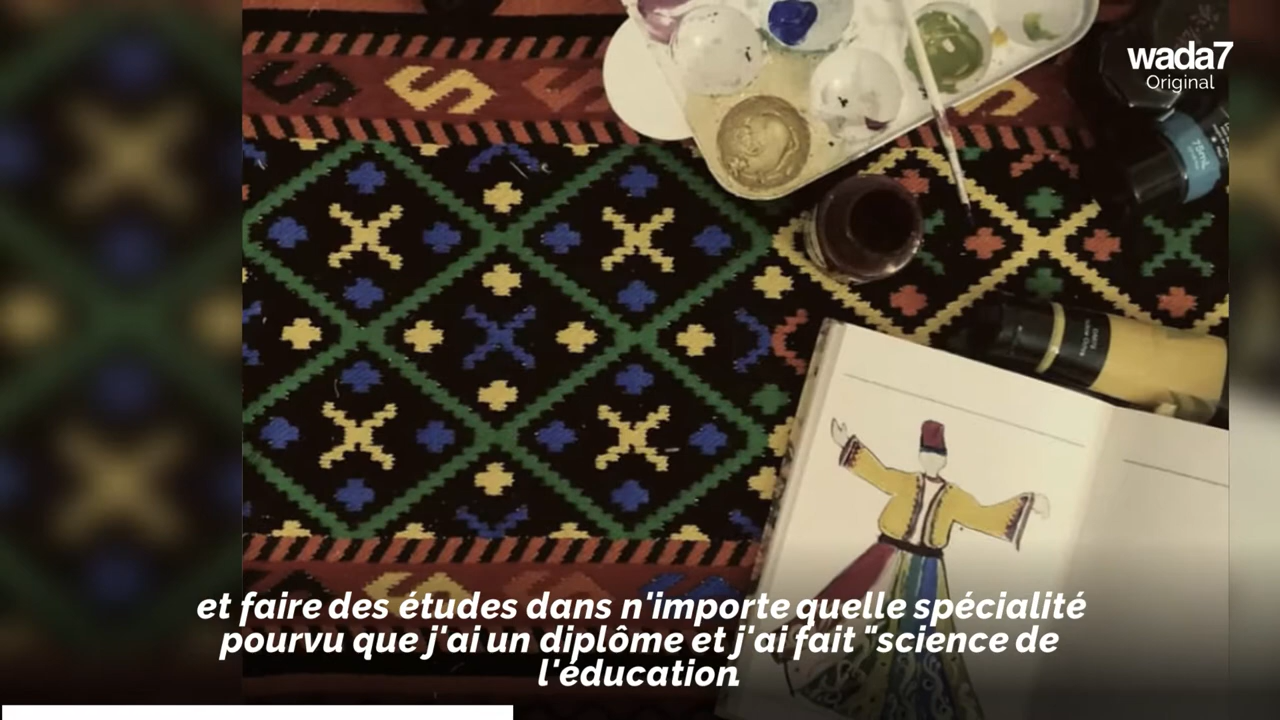 wada7
Original
75mL
et faire des études dans n'importe quelle spécialité
pourvu que j'ai un diplôme et j'ai fait "science de
l'éducation.